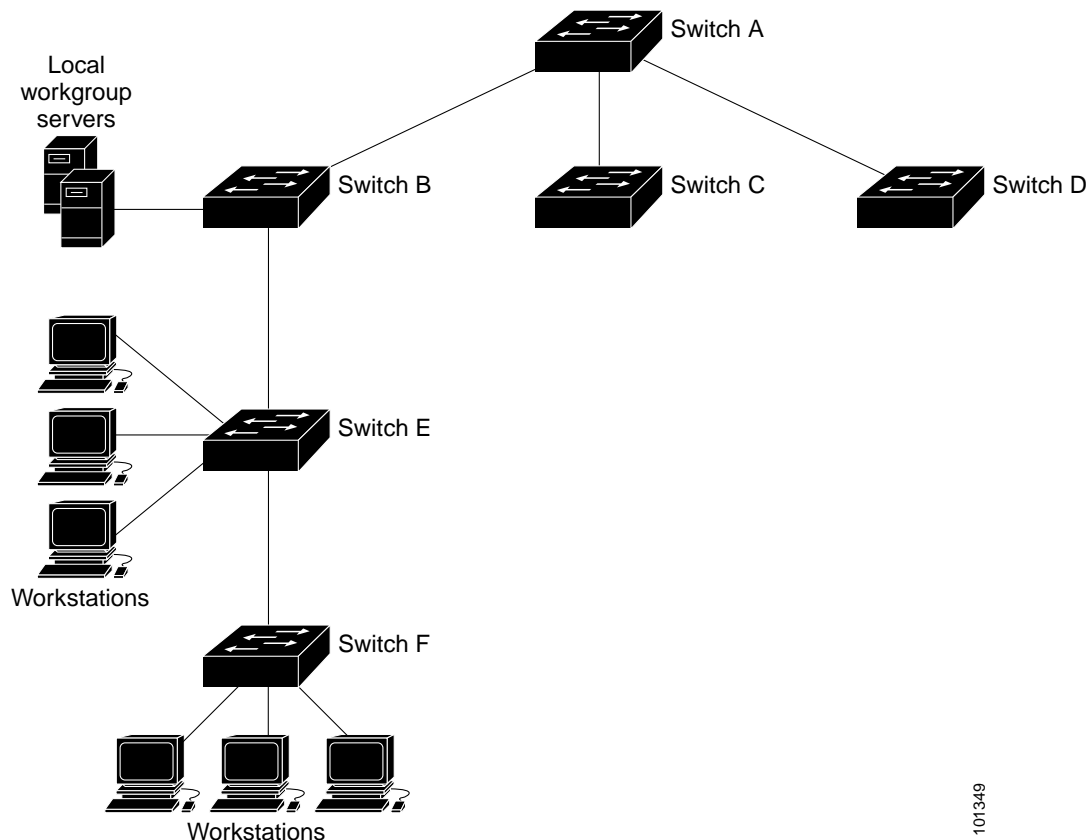 Switch A
Local
workgroup
servers
Switch B
Switch C
Switch D
Switch E
Workstations
Switch F
Workstations
101349